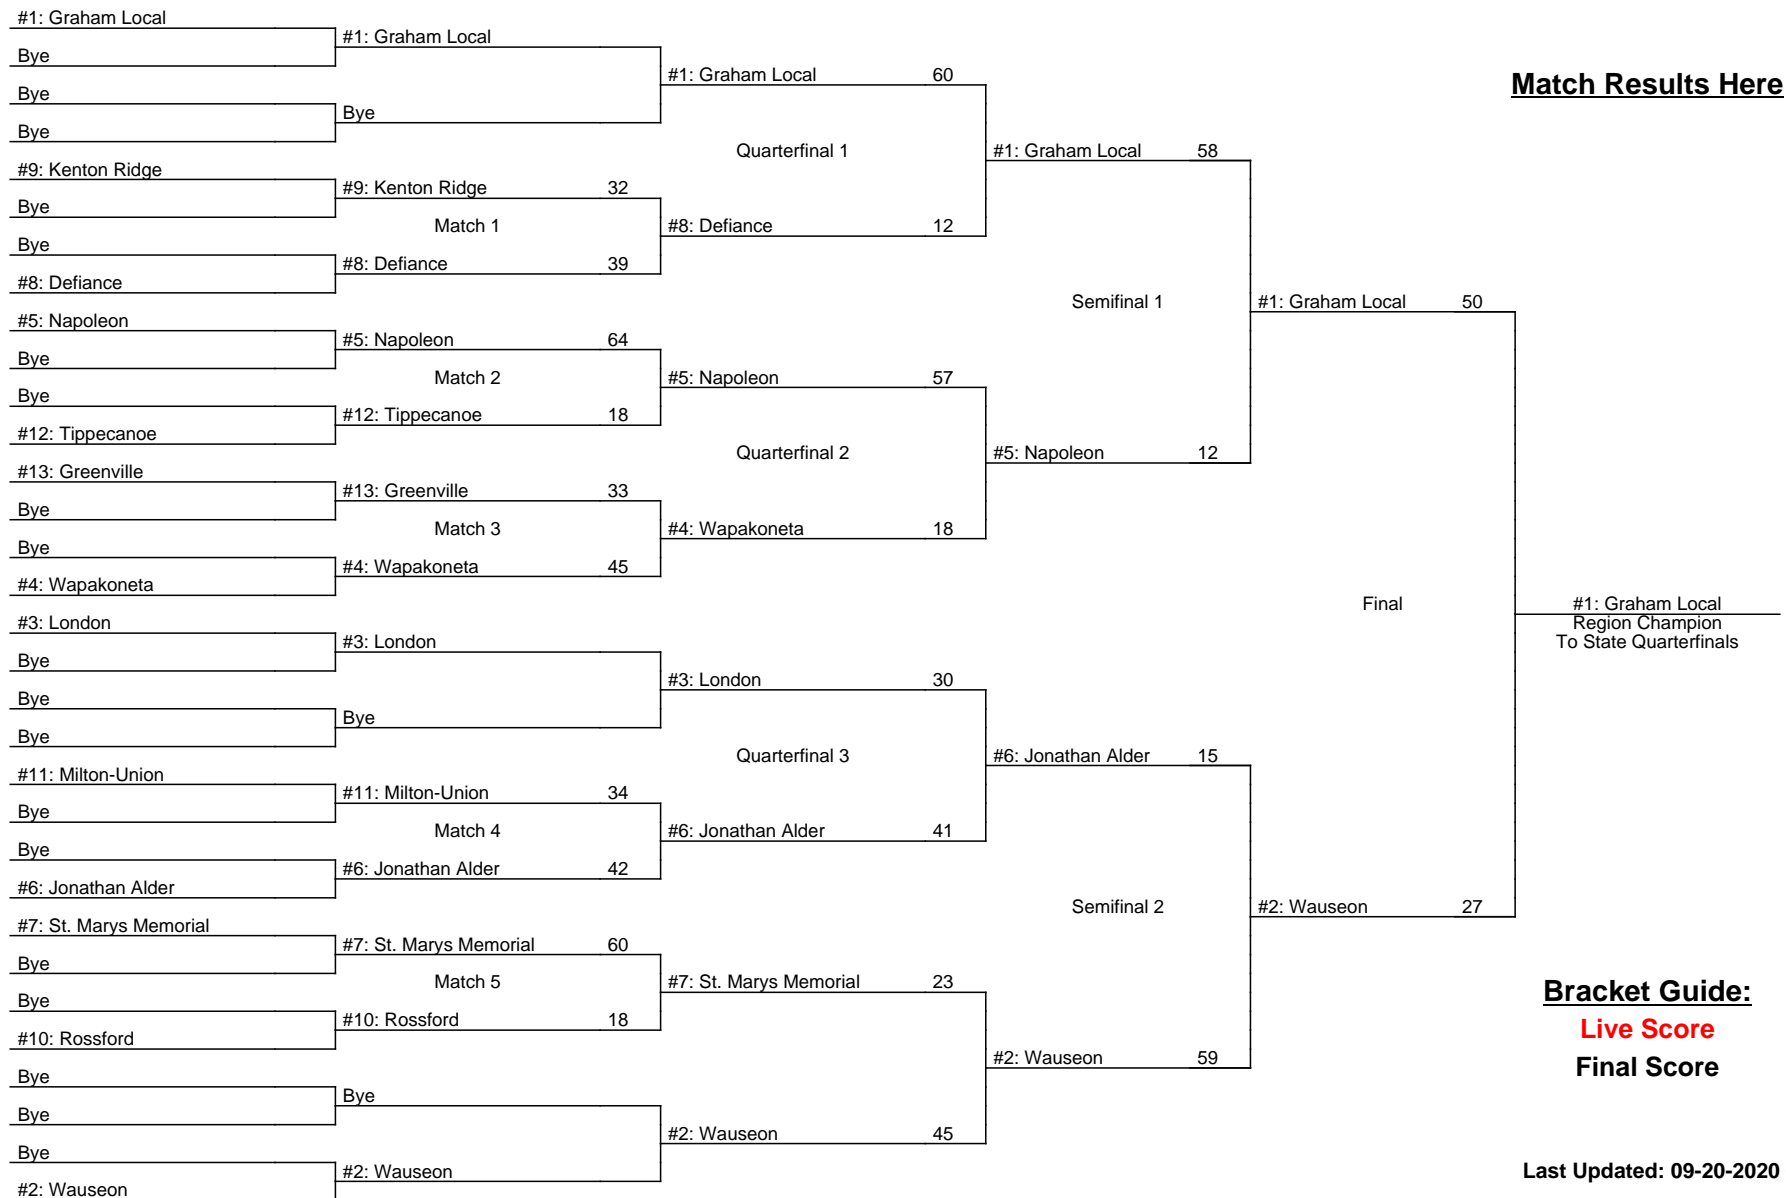 #1: Graham Local
Bye
Bye
Bye
#9: Kenton Ridge
Bye
Bye
#8: Defiance
#5: Napoleon
Bye
Bye
#12: Tippecanoe
#13: Greenville
Bye
Bye
#4: Wapakoneta
#3: London
Bye
Bye
Bye
#11: Milton-Union
Bye
Bye
#6: Jonathan Alder
#7: St. Marys Memorial
Bye
Bye
#10: Rossford
Bye
Bye
Bye
#2: Wauseon
#1: Graham Local
Bye
#9: Kenton Ridge 32
Match 1
#8: Defiance 39
#5: Napoleon 64
Match 2
#12: Tippecanoe 18
#13: Greenville 33
Match 3
#4: Wapakoneta 45
#3: London
Bye
#11: Milton-Union 34
Match 4
#6: Jonathan Alder 42
#7: St. Marys Memorial 60
Match 5
#10: Rossford 18
Bye
#2: Wauseon
#1: Graham Local 60
Quarterfinal 1
#8: Defiance 12
#5: Napoleon 57
Quarterfinal 2
#4: Wapakoneta 18
#3: London 30
Quarterfinal 3
#6: Jonathan Alder 41
#7: St. Marys Memorial 23
#2: Wauseon 45
#1: Graham Local 58
Semifinal 1
#5: Napoleon 12
#6: Jonathan Alder 15
Semifinal 2
#2: Wauseon 59
#1: Graham Local 50
Final
#2: Wauseon 27
#1: Graham Local
Region Champion
To State Quarterfinals
Match Results Here
Bracket Guide:
Live Score
Final Score
Last Updated: 09-20-2020